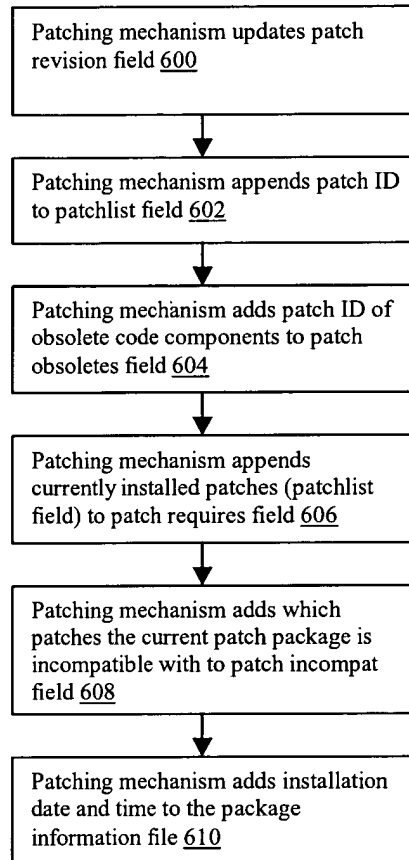 Patching mechanism updates patch
revision field 600
Patching mechanism appends patch ID
to patchlist field 602
Patching mechanism adds patch ID of
obsolete code components to patch
obsoletes field 604
Patching mechanism appends
currently installed patches (patchlist
field) to patch requires field 606
Patching mechanism adds which
patches the current patch package is
incompatible with to patch incompat
field 608
Patching mechanism adds installation
date and time to the package
information file 610